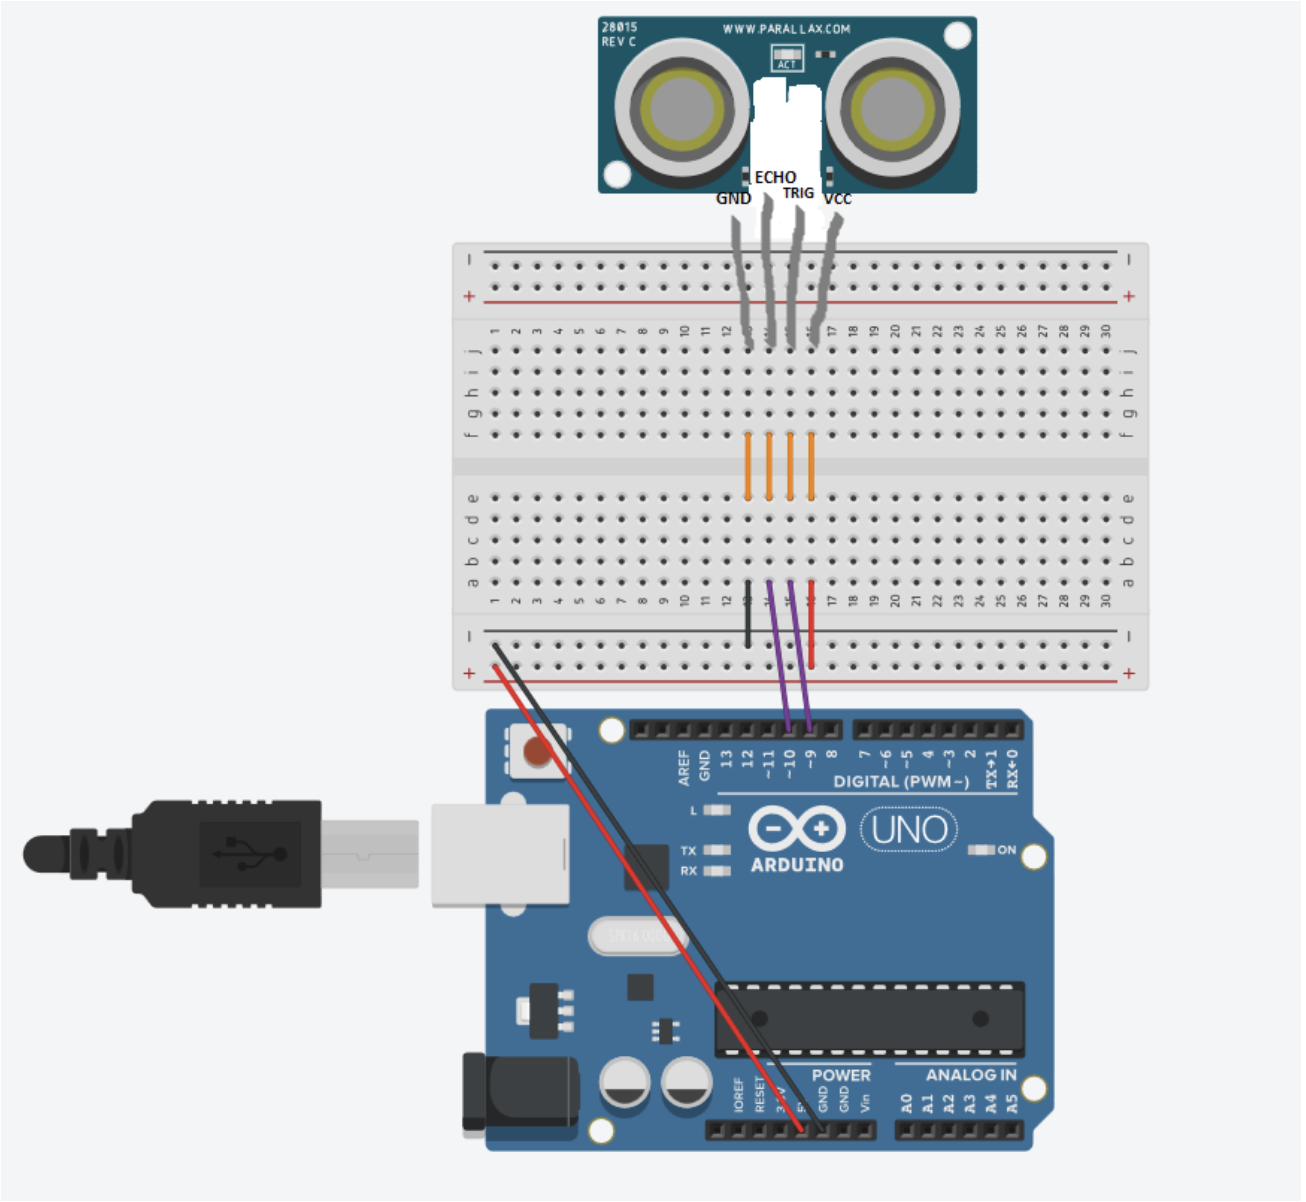 28015
REV C
WWW.PARALLAX.COM
ACT
ECHO
TRIG
GND
VCC
- -
+ +
1 2 3 4 5 6 7 8 9 10 11 12 17 18 19 20 21 22 23 24 25 26 27 28 29 30
j j
i i
h h
g g
f f
e e
d d
c c
b b
a a
1 2 3 4 5 6 7 8 9 10 11 12 17 18 19 20 21 22 23 24 25 26 27 28 29 30
- -
+ +
AREF
GND
13
12
~11
~10
~9
8
7
~6
~5
4
~3
2
TX→1
RX←0
DIGITAL (PWM~)
L
TX
RX
ARDUINO
UNO
ON
POWER
ANALOG IN
IOREF
RESET
GND
GND
Vin
A0
A1
A2
A3
A4
A5